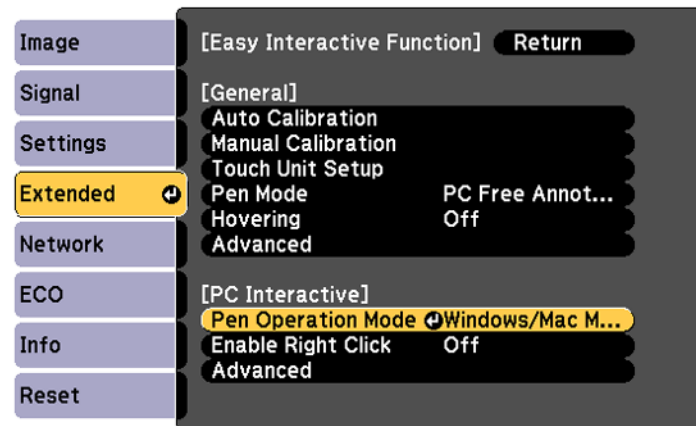 Image
Signal
Settings
Extended
Network
ECO
Info
Reset
[Easy Interactive Function] Return
[General]
Auto Calibration
Manual Calibration
Touch Unit Setup
Pen Mode PC Free Annot...
Hovering Off
Advanced
[PC Interactive]
Pen Operation Mode Windows/Mac M...
Enable Right Click Off
Advanced